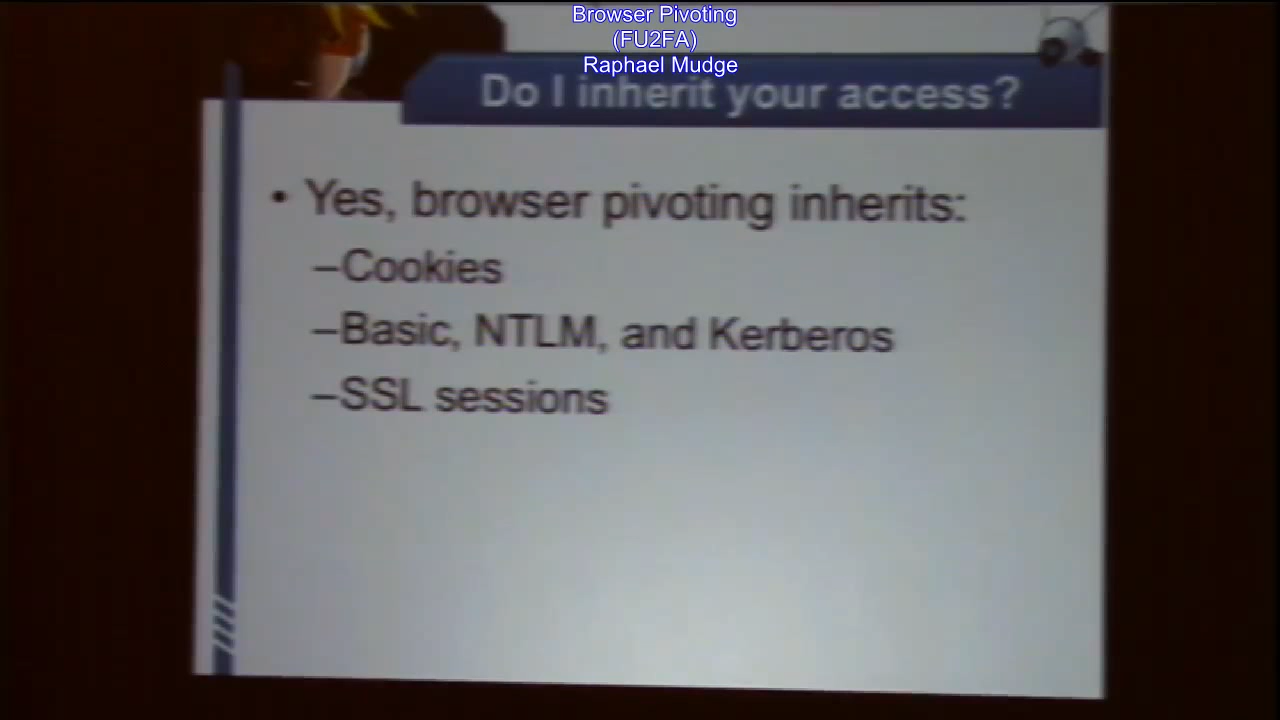 Browser Pivoting
(FU2FA)
Raphael Mudge
Do I inherit your access?
• Yes, browser pivoting inherits:
–Cookies
–Basic, NTLM, and Kerberos
–SSL sessions